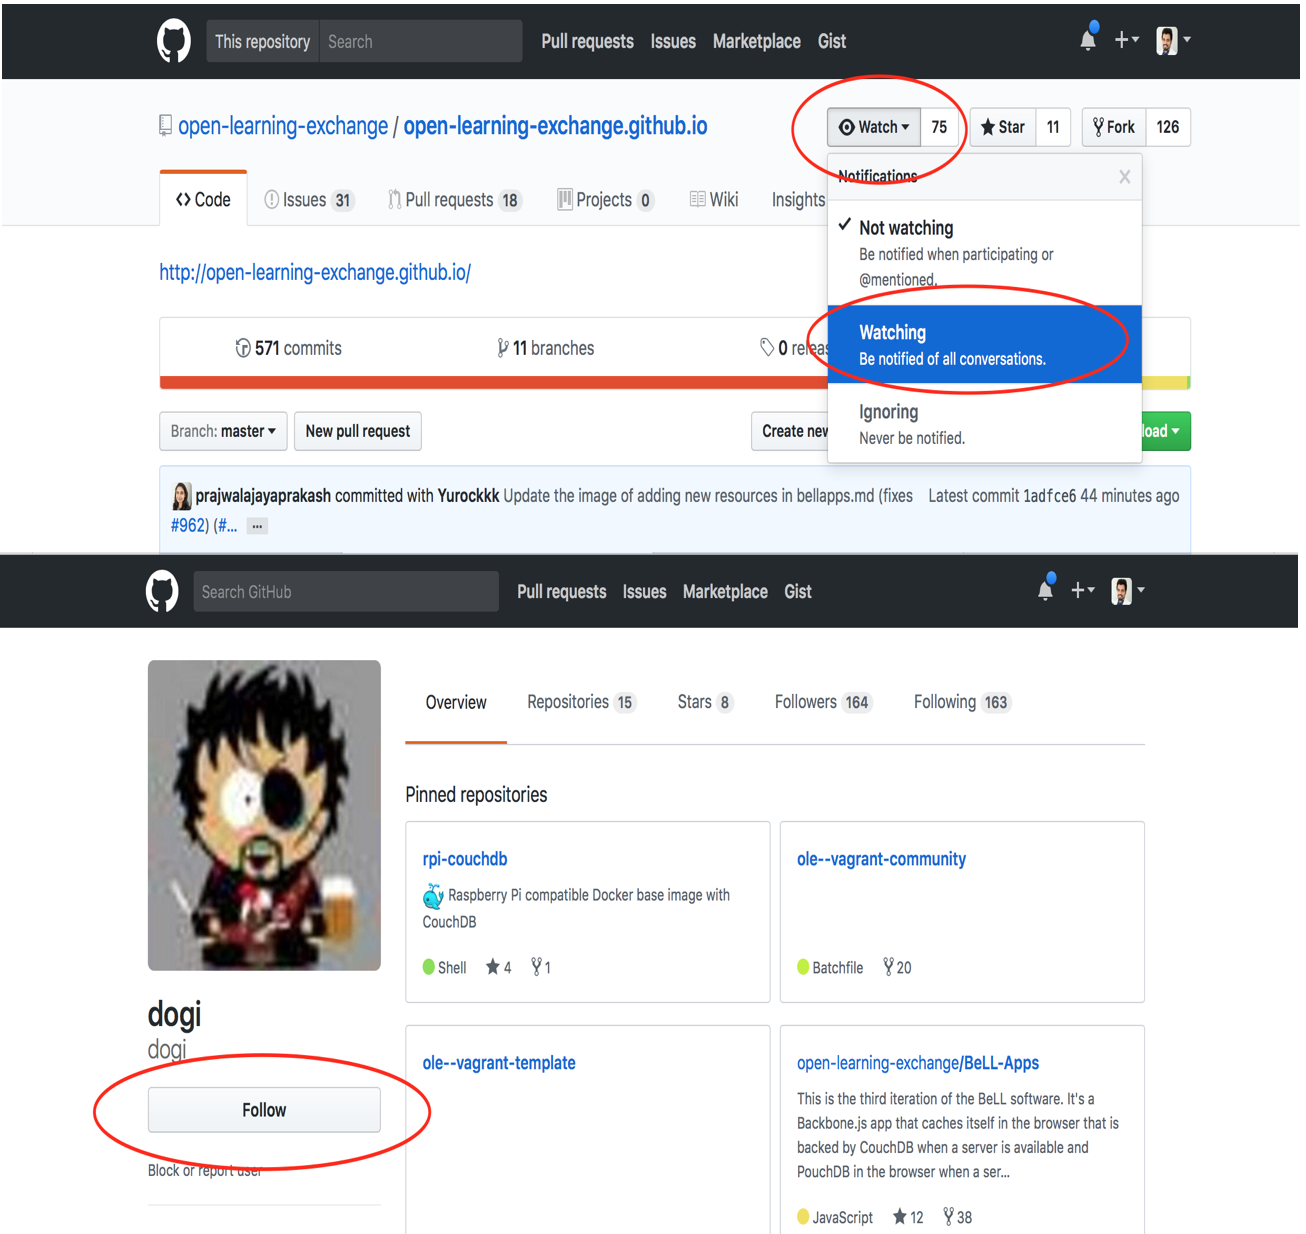 This repository Search Pull requests Issues Marketplace Gist
open-learning-exchange / open-learning-exchange.github.io
Watch 75 Star 11 Fork 126
Code Issues 31 Pull requests 18 Projects 0 Wiki Insights
Notifications
Not watching
Be notified when participating or
@mentioned.
Watching
Be notified of all conversations.
Ignoring
Never be notified.
http://open-learning-exchange.github.io/
571 commits 11 branches 0 releas
Branch: master New pull request Create new load
prajwalajayaprakash committed with Yurockkk Update the image of adding new resources in bellapps.md (fixes Latest commit 1adfce6 44 minutes ago
#962) (#... ...
Search GitHub Pull requests Issues Marketplace Gist
Overview Repositories 15 Stars 8 Followers 164 Following 163
Pinned repositories
rpi-couchdb
Raspberry Pi compatible Docker base image with
CouchDB
Shell 4 1
ole--vagrant-community
Batchfile 20
dogi
dogi
Follow
Block or report user
ole--vagrant-template
open-learning-exchange/BeLL-Apps
This is the third iteration of the BeLL software. It's a
Backbone.js app that caches itself in the browser that is
backed by CouchDB when a server is available and
PouchDB in the browser when a ser...
JavaScript 12 38